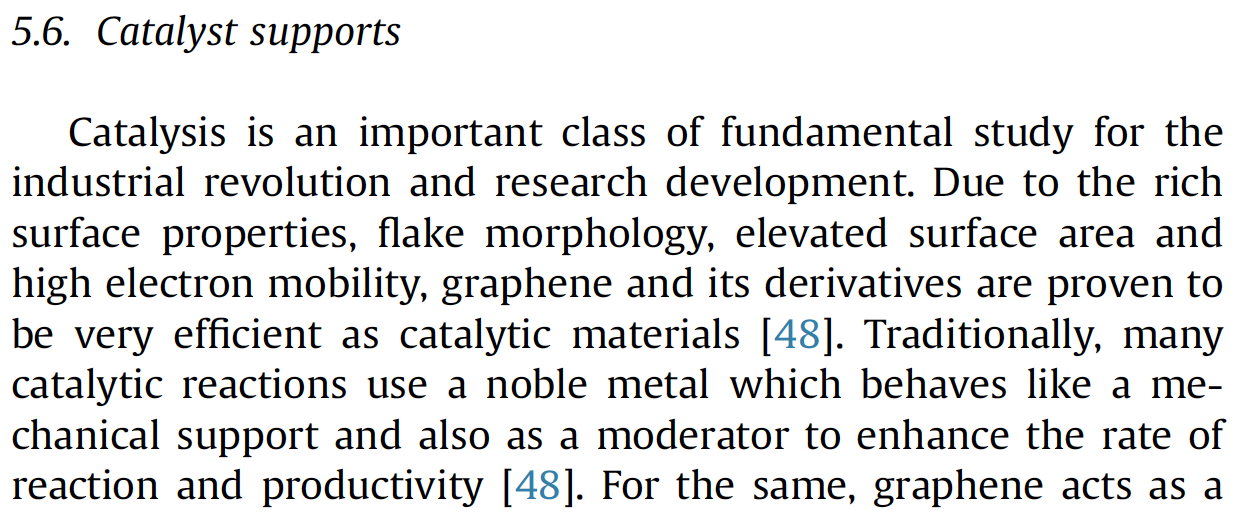 5.6. Catalyst supports
Catalysis is an important class of fundamental study for the
industrial revolution and research development. Due to the rich
surface properties, flake morphology, elevated surface area and
high electron mobility, graphene and its derivatives are proven to
be very efficient as catalytic materials [48]. Traditionally, many
catalytic reactions use a noble metal which behaves like a me-
chanical support and also as a moderator to enhance the rate of
reaction and productivity [48]. For the same, graphene acts as a